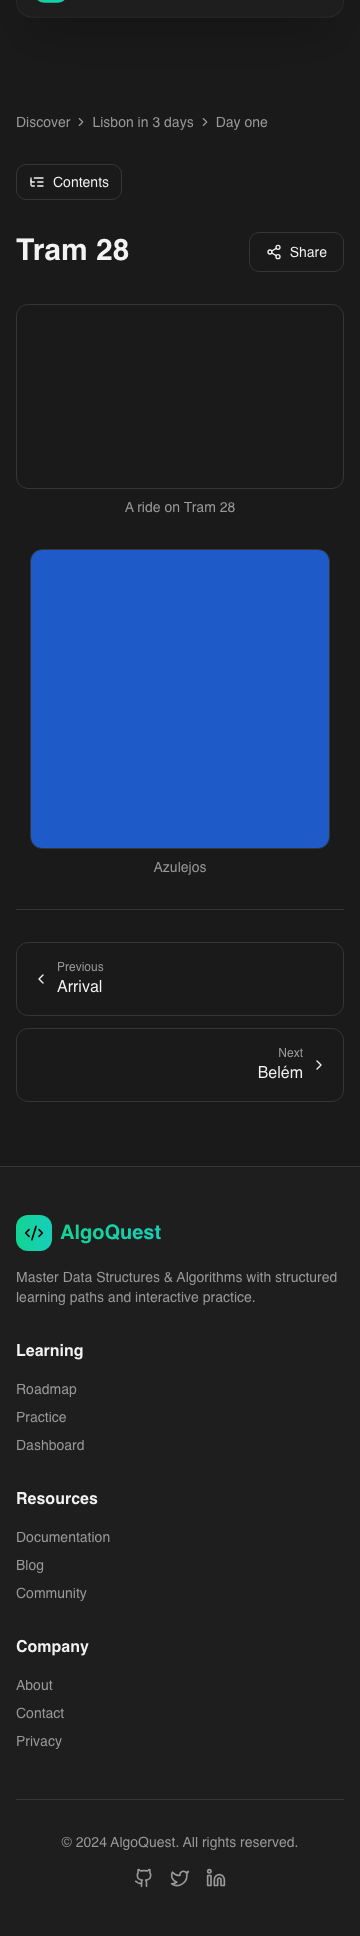 Discover > Lisbon in 3 days > Day one
Contents
Tram 28
Share
A ride on Tram 28
Azulejos
Previous
Arrival
Next
Belém
AlgoQuest
Master Data Structures & Algorithms with structured
learning paths and interactive practice.
Learning
Roadmap
Practice
Dashboard
Resources
Documentation
Blog
Community
Company
About
Contact
Privacy
© 2024 AlgoQuest. All rights reserved.